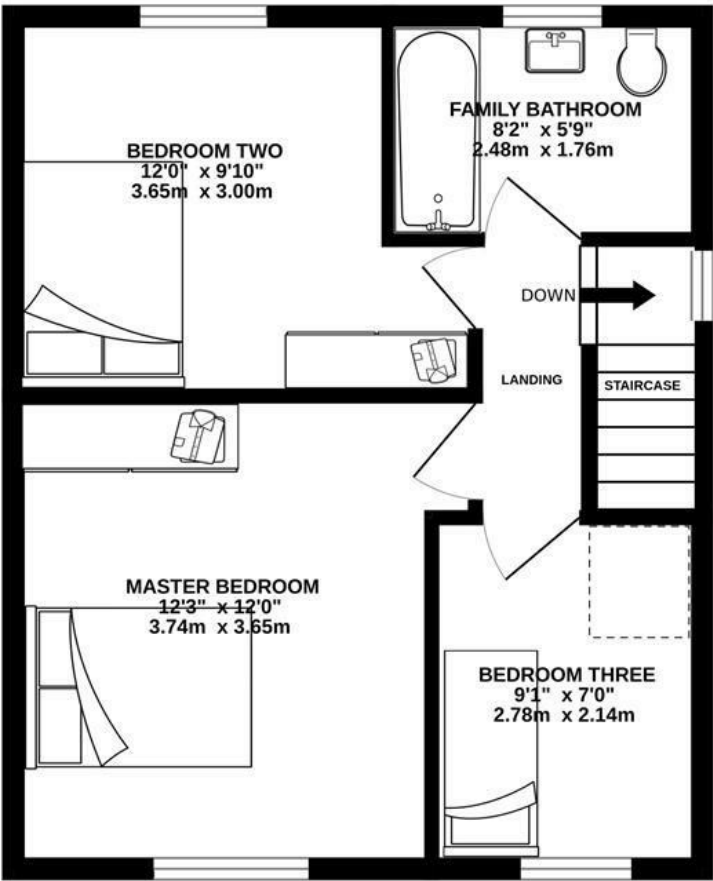 FAMILY BATHROOM
8'2" x 5'9"
2.48m x 1.76m
BEDROOM TWO
12'0" x 9'10"
3.65m x 3.00m
DOWN
LANDING
STAIRCASE
MASTER BEDROOM
12'3" x 12'0"
3.74m x 3.65m
BEDROOM THREE
9'1" x 7'0"
2.78m x 2.14m